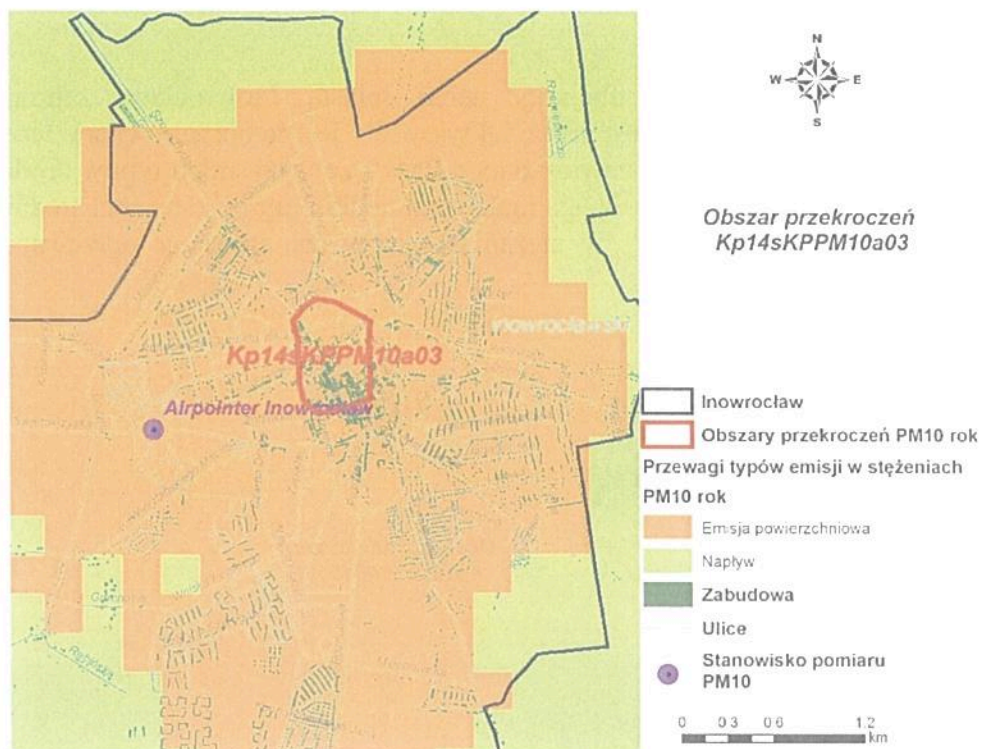 N
W E
S
Obszar przekroczeń
Kp14sKPPM10a03
inowrocławski
Kp14sKPPM10a03
Airpointer Inowrocław
Inowrocław
Obszary przekroczeń PM10 rok
Przewagi typów emisji w stężeniach
PM10 rok
Emisja powierzchniowa
Napływ
Zabudowa
Ulice
Stanowisko pomiaru
PM10
0 0.3 0.6 1.2
km